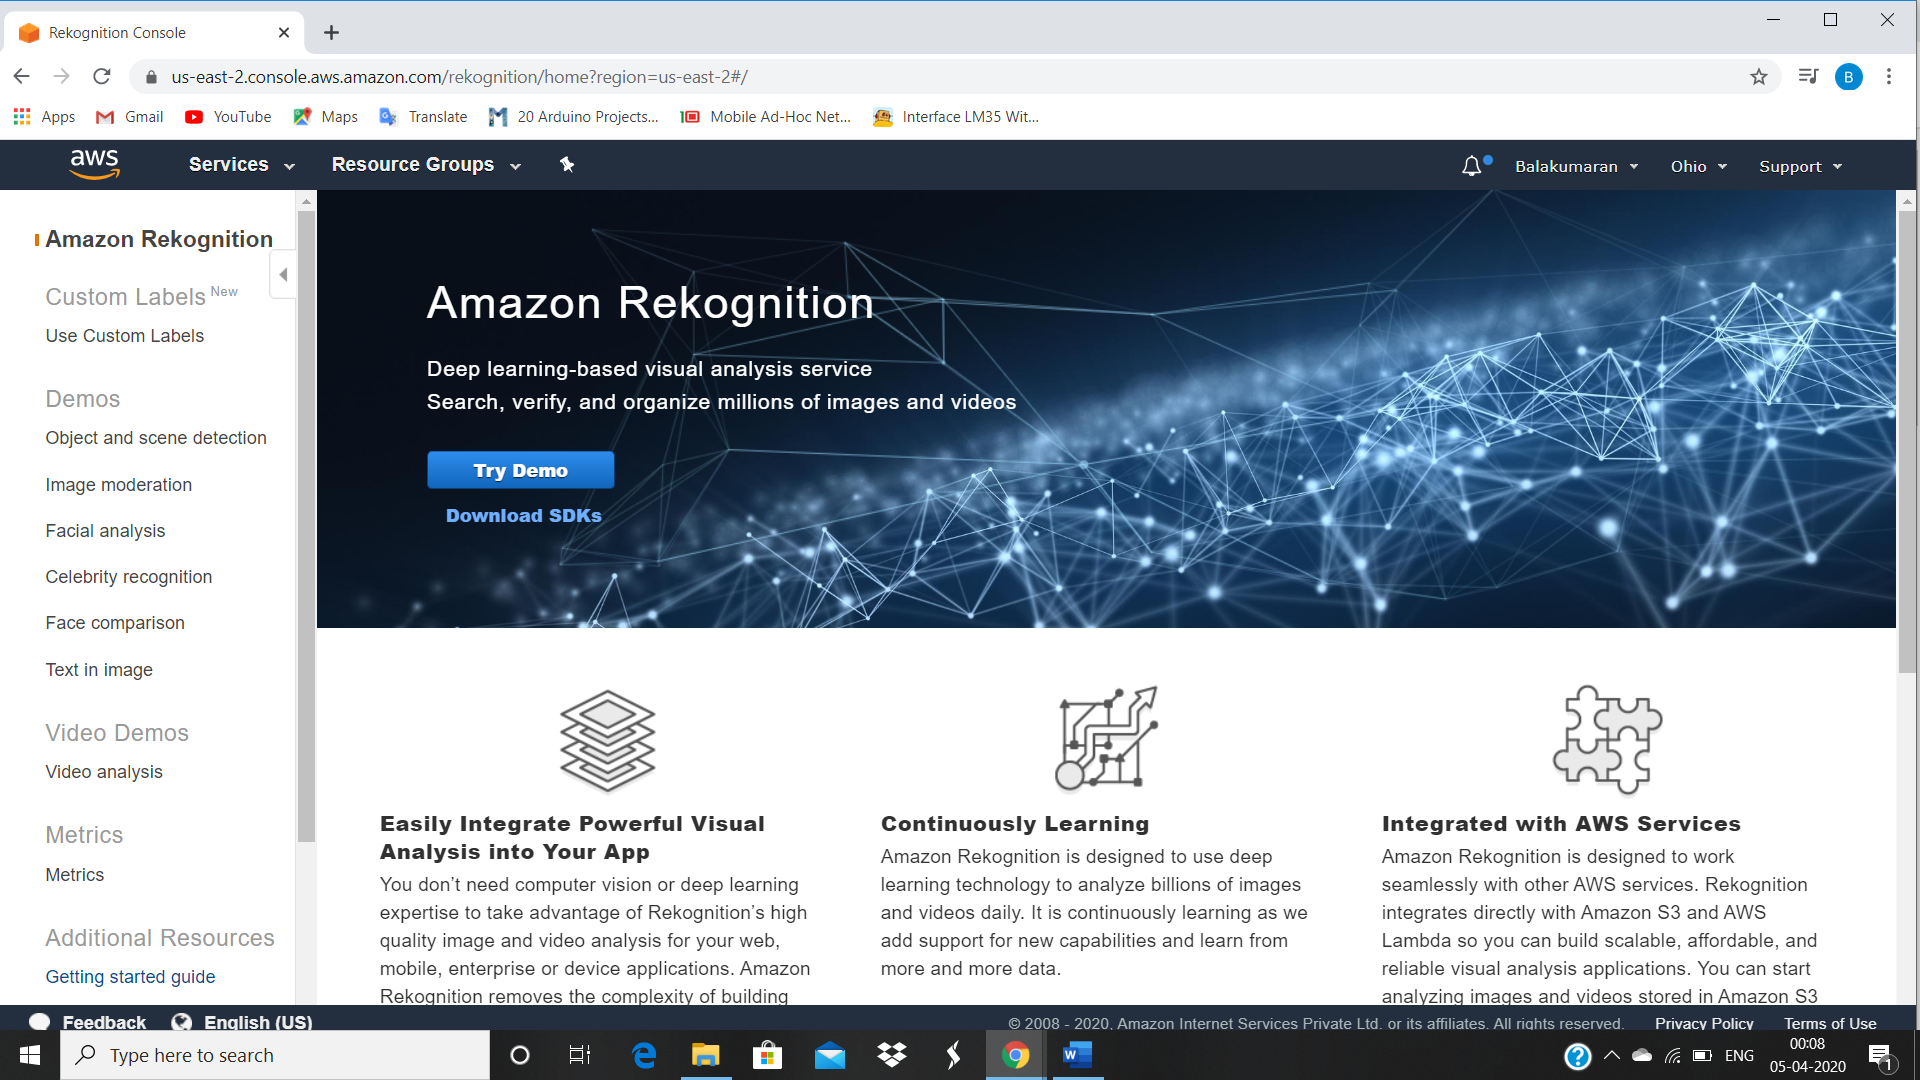 Rekognition Console
us-east-2.console.aws.amazon.com/rekognition/home?region=us-east-2#/
B
Apps Gmail YouTube Maps Translate 20 Arduino Projects... Mobile Ad-Hoc Net... Interface LM35 Wit...
aws Services Resource Groups Balakumaran Ohio Support
Amazon Rekognition
Custom Labels New
Use Custom Labels
Demos
Object and scene detection
Image moderation
Facial analysis
Celebrity recognition
Face comparison
Text in image
Video Demos
Video analysis
Metrics
Metrics
Additional Resources
Getting started guide
Amazon Rekognition
Deep learning-based visual analysis service
Search, verify, and organize millions of images and videos
Try Demo
Download SDKs
Easily Integrate Powerful Visual
Analysis into Your App
You don’t need computer vision or deep learning
expertise to take advantage of Rekognition’s high
quality image and video analysis for your web,
mobile, enterprise or device applications. Amazon
Rekognition removes the complexity of building
Continuously Learning
Amazon Rekognition is designed to use deep
learning technology to analyze billions of images
and videos daily. It is continuously learning as we
add support for new capabilities and learn from
more and more data.
Integrated with AWS Services
Amazon Rekognition is designed to work
seamlessly with other AWS services. Rekognition
integrates directly with Amazon S3 and AWS
Lambda so you can build scalable, affordable, and
reliable visual analysis applications. You can start
analyzing images and videos stored in Amazon S3
Feedback English (US) © 2008 - 2020, Amazon Internet Services Private Ltd. or its affiliates. All rights reserved. Privacy Policy Terms of Use
Type here to search
W
ENG
00:08
05-04-2020
1